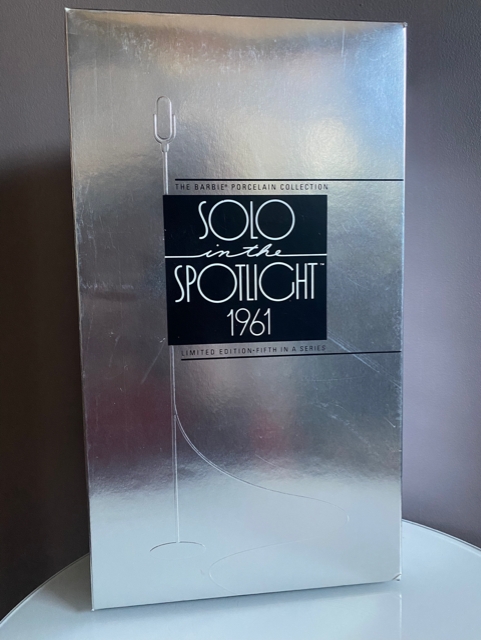 THE BARBIE® PORCELAIN COLLECTION
SOLO
in the
SPOTLIGHT™
1961
LIMITED EDITION-FIFTH IN A SERIES